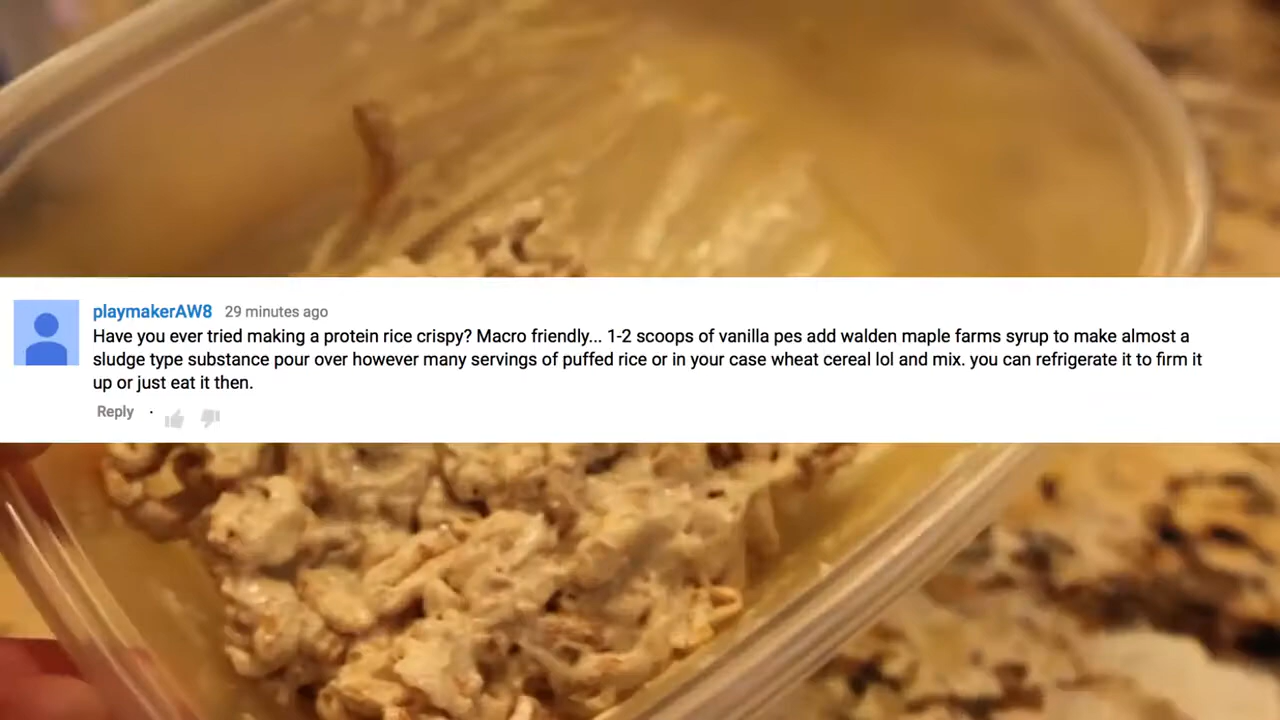 playmakerAW8 29 minutes ago
Have you ever tried making a protein rice crispy? Macro friendly... 1-2 scoops of vanilla pes add walden maple farms syrup to make almost a
sludge type substance pour over however many servings of puffed rice or in your case wheat cereal lol and mix. you can refrigerate it to firm it
up or just eat it then.
Reply ·